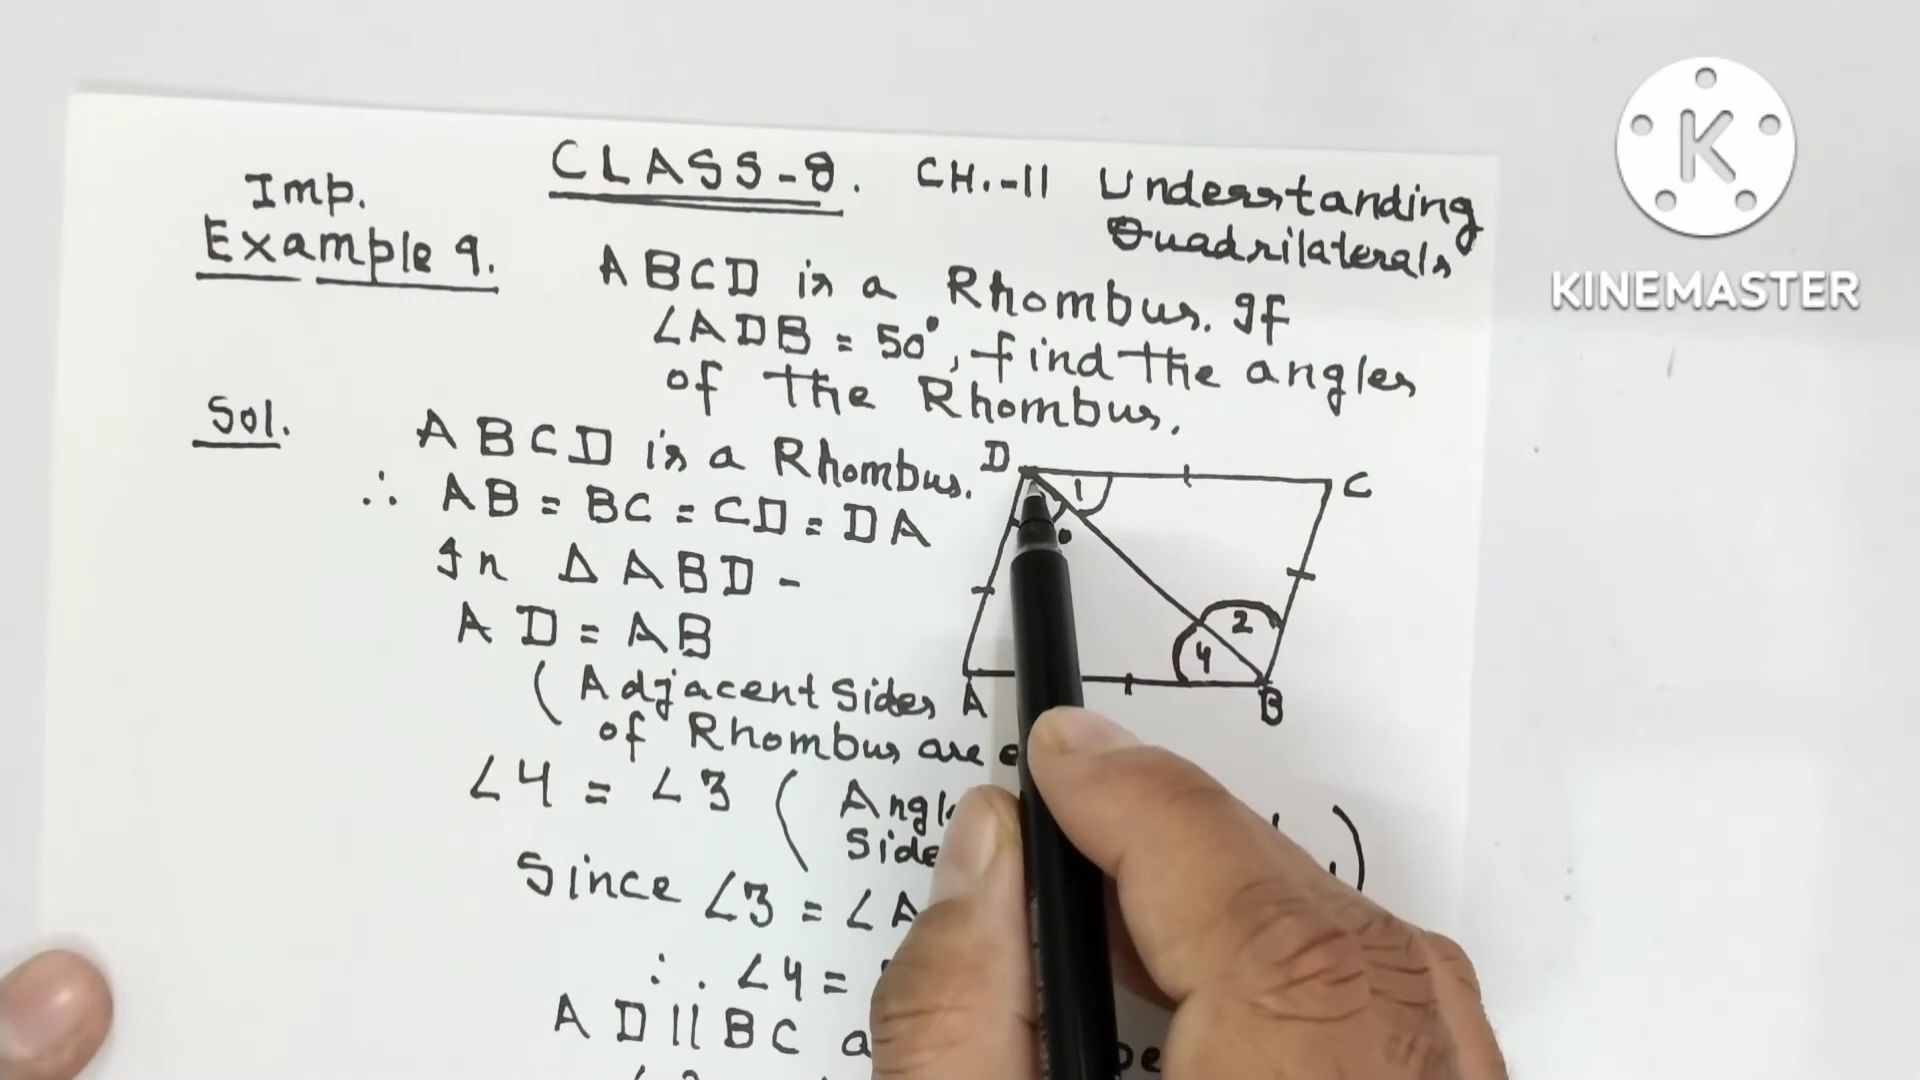 CLASS-8. CH.-11 Understanding
Quadrilaterals
Imp.
Example 9.
ABCD is a Rhombus. If
∠ADB = 50°, find the angles
of the Rhombus.
Sol.
ABCD is a Rhombus.
∴ AB = BC = CD = DA
In Δ ABD -
AD = AB
(Adjacent Sides
of Rhombus are
∠4 = ∠3 (
Since ∠3 = ∠A
∴ ∠4 =
AD || BC
D
C
A
B
1
2
4
K
KINEMASTER